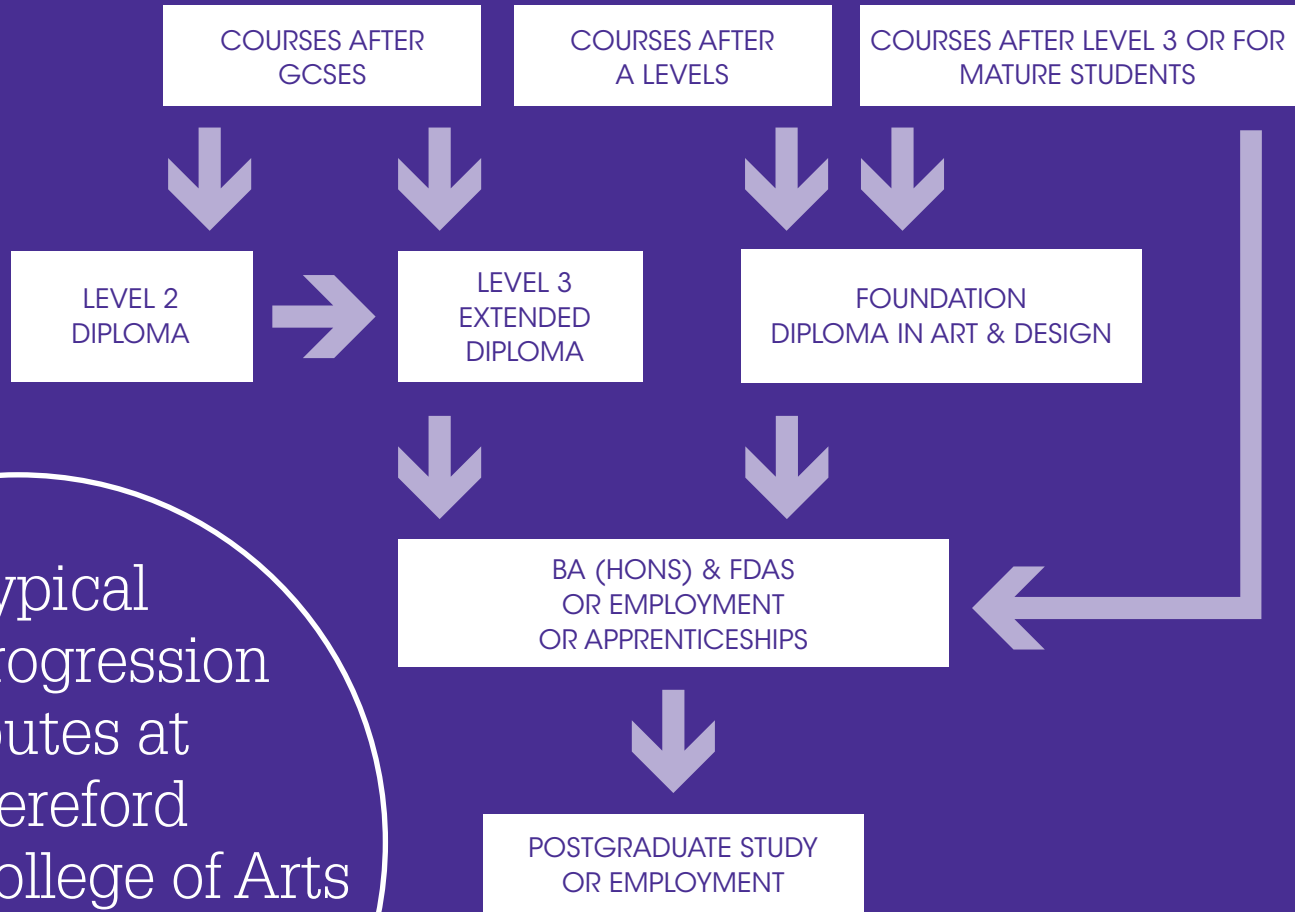 COURSES AFTER
GCSES
COURSES AFTER
A LEVELS
COURSES AFTER LEVEL 3 OR FOR
MATURE STUDENTS
LEVEL 2
DIPLOMA
LEVEL 3
EXTENDED
DIPLOMA
FOUNDATION
DIPLOMA IN ART & DESIGN
BA (HONS) & FDAS
OR EMPLOYMENT
OR APPRENTICESHIPS
POSTGRADUATE STUDY
OR EMPLOYMENT
ypical
rogression
outes at
ereford
ollege of Arts